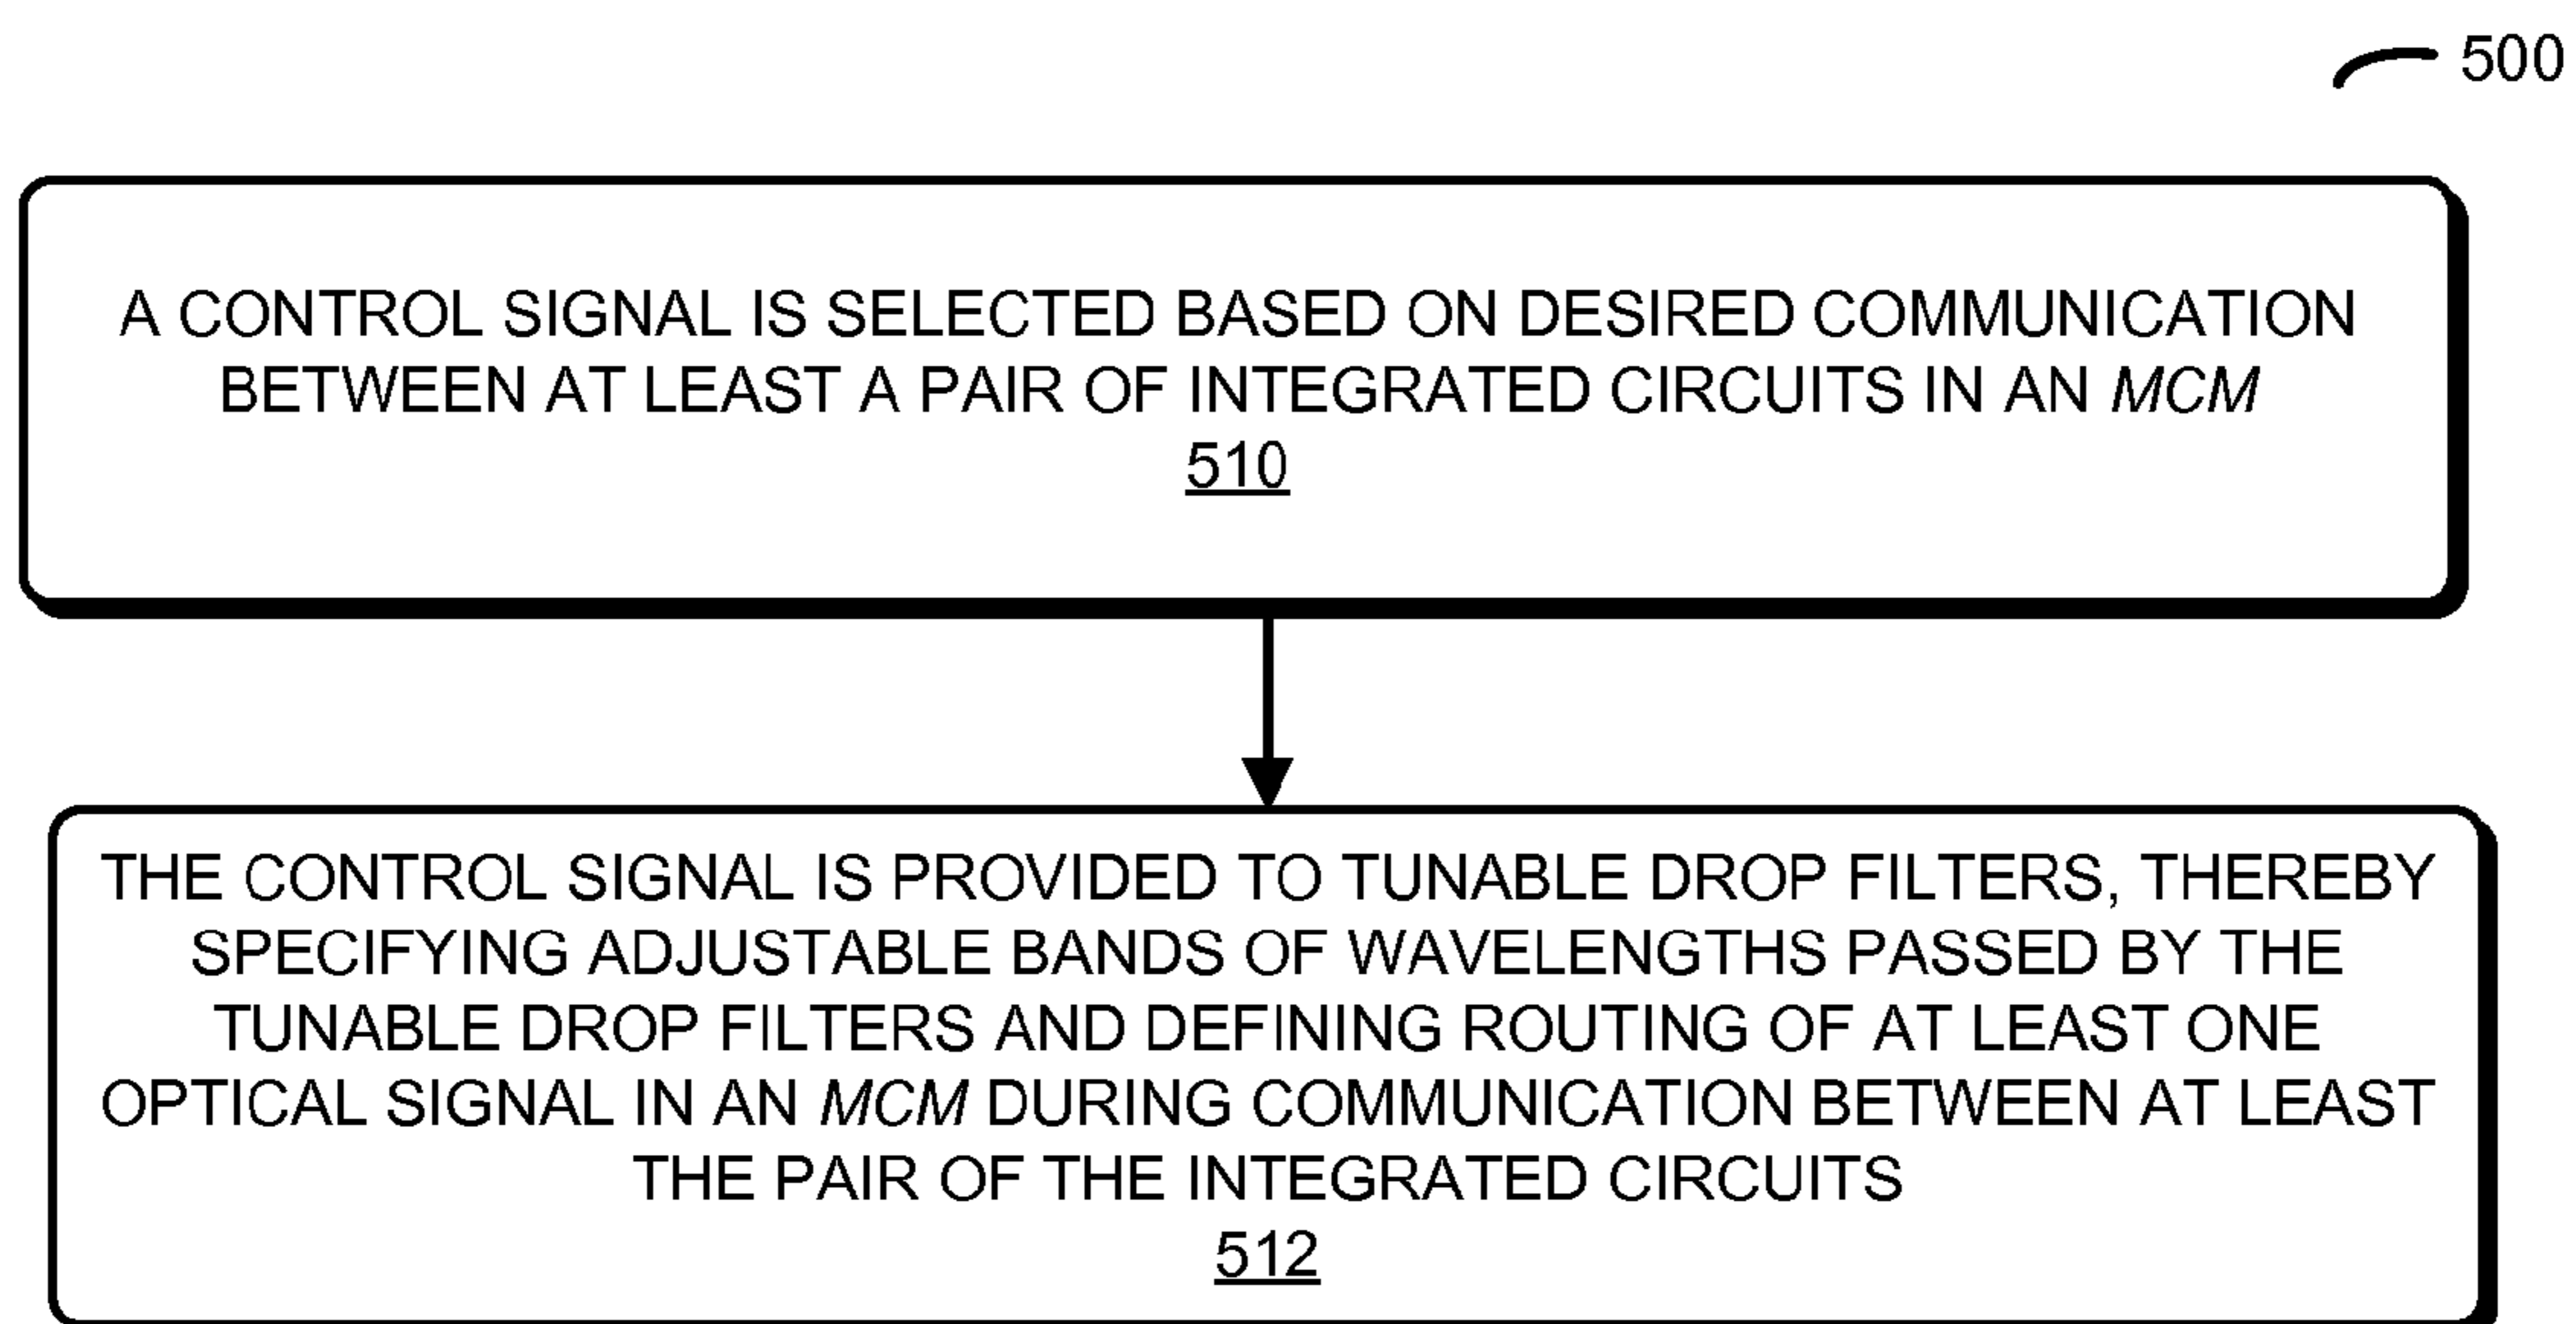 500
A CONTROL SIGNAL IS SELECTED BASED ON DESIRED COMMUNICATION
BETWEEN AT LEAST A PAIR OF INTEGRATED CIRCUITS IN AN MCM
510
THE CONTROL SIGNAL IS PROVIDED TO TUNABLE DROP FILTERS, THEREBY
SPECIFYING ADJUSTABLE BANDS OF WAVELENGTHS PASSED BY THE
TUNABLE DROP FILTERS AND DEFINING ROUTING OF AT LEAST ONE
OPTICAL SIGNAL IN AN MCM DURING COMMUNICATION BETWEEN AT LEAST
THE PAIR OF THE INTEGRATED CIRCUITS
512